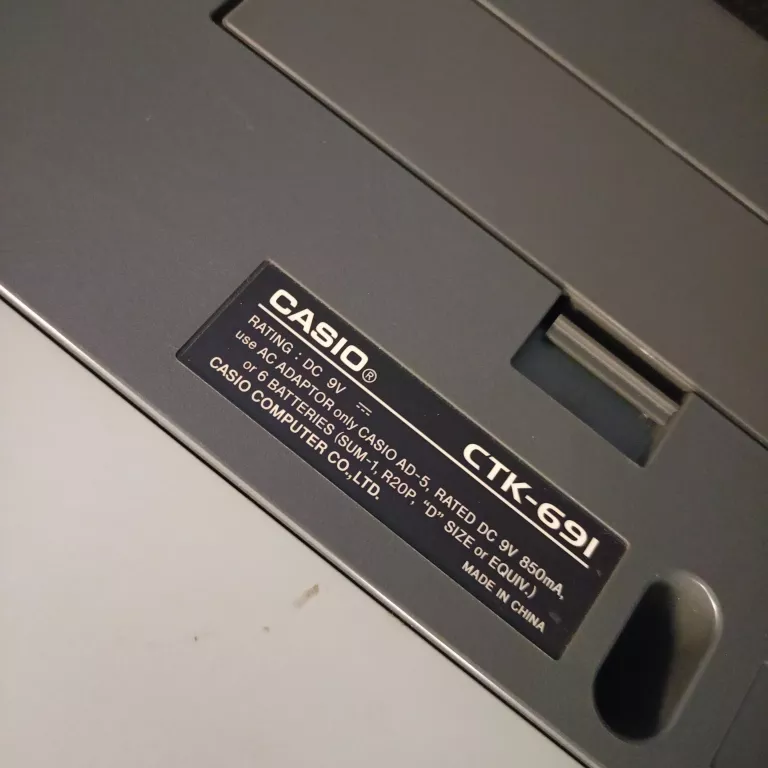 CASIO®
CTK-691
RATING : DC 9V ⎓
use AC ADAPTOR only CASIO AD-5, RATED DC 9V 850mA,
or 6 BATTERIES (SUM-1, R20P, "D" SIZE or EQUIV.)
CASIO COMPUTER CO.,LTD.
MADE IN CHINA